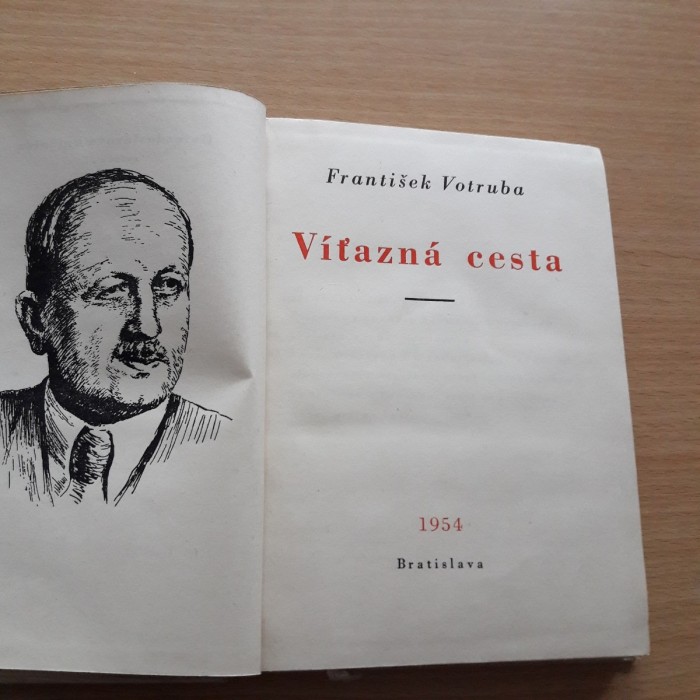 František Votruba
Víťazná cesta
1954
Bratislava